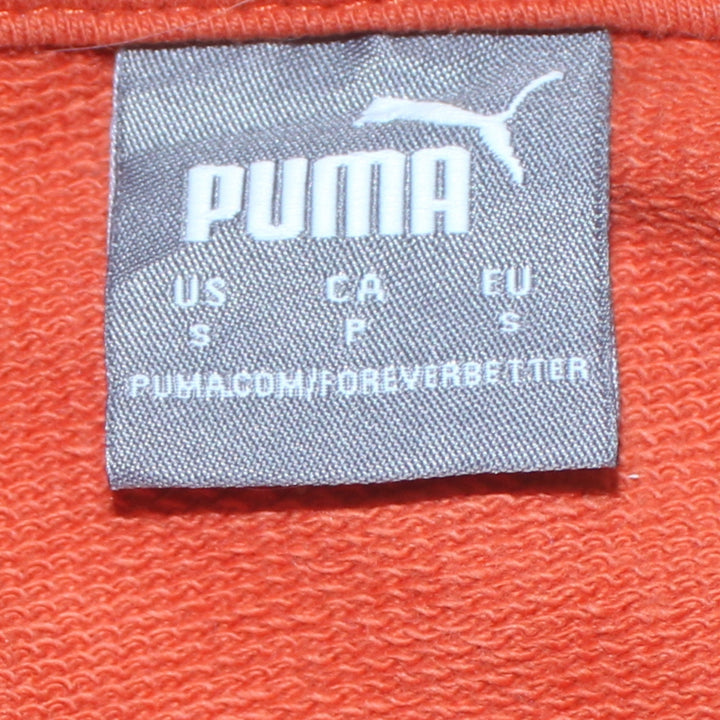 PUMA
US CA EU
S P S
PUMA.COM/FOREVERBETTER